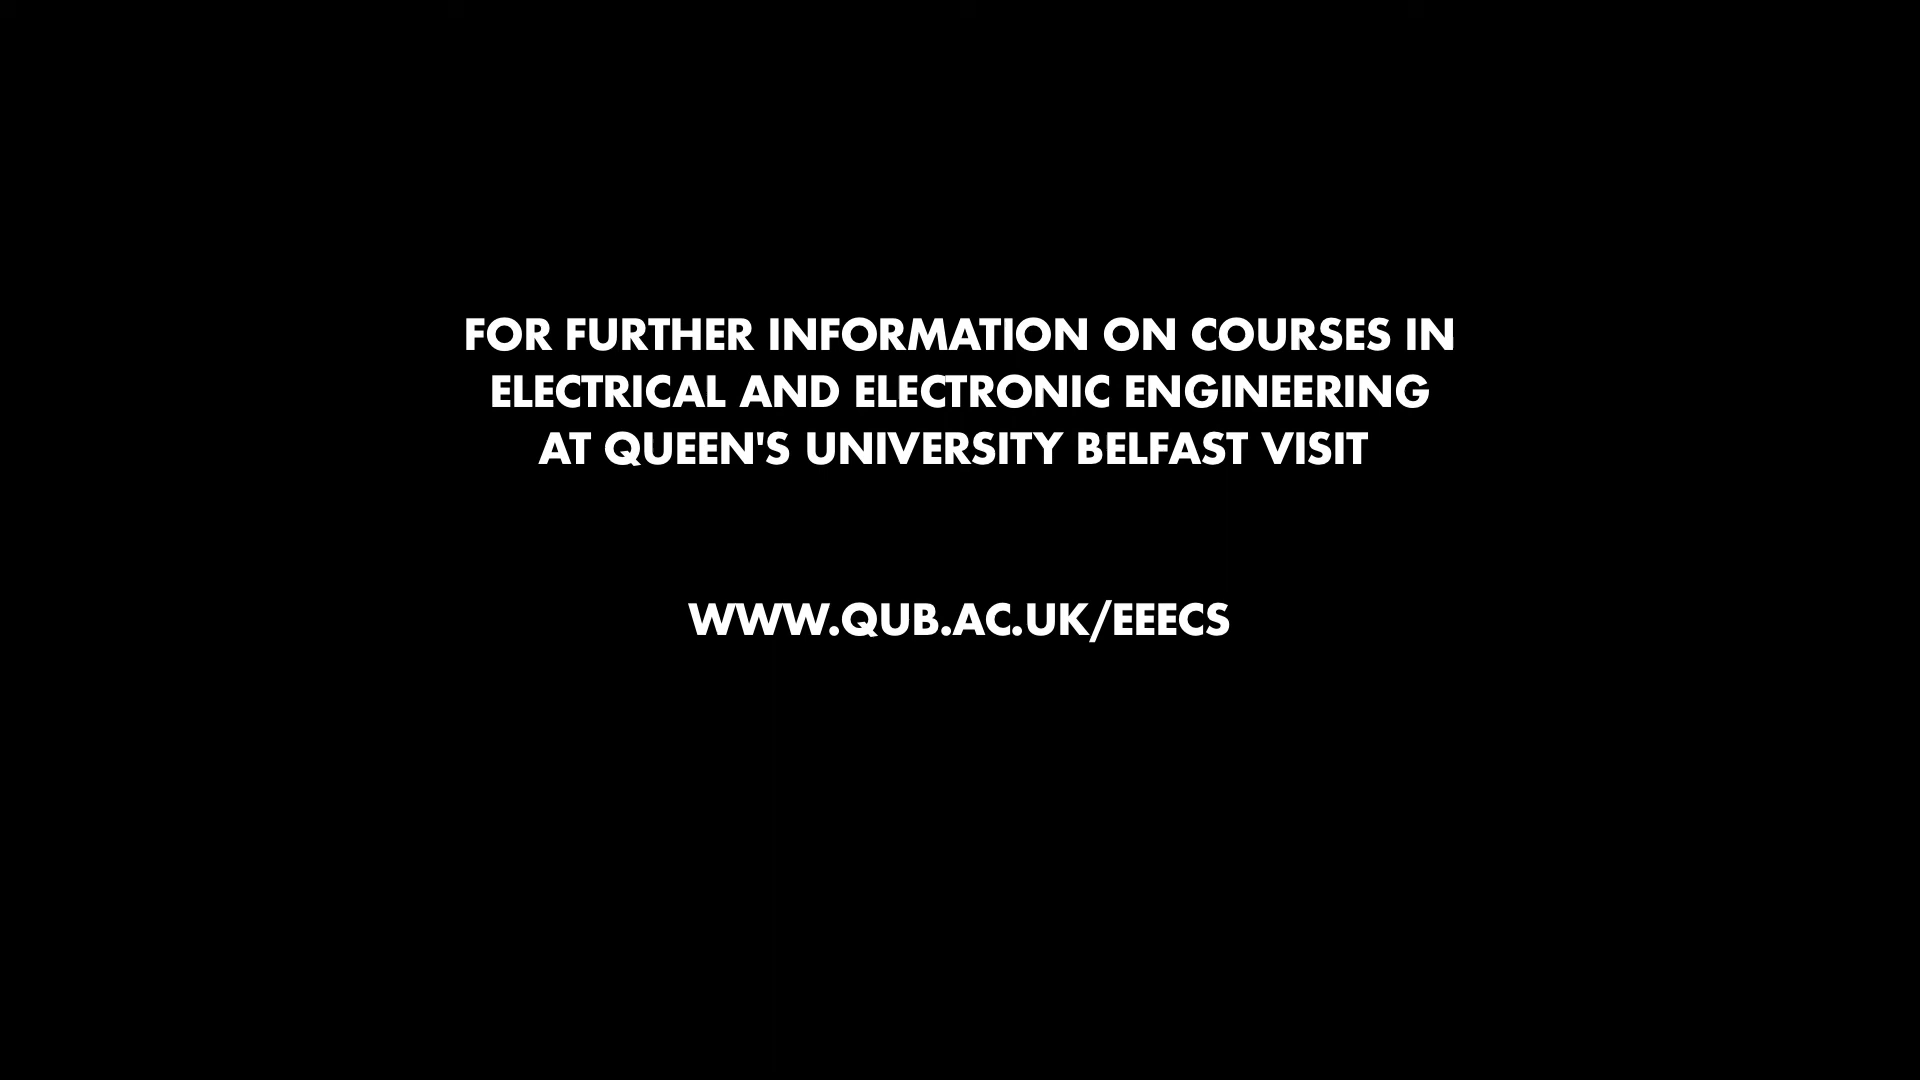 FOR FURTHER INFORMATION ON COURSES IN
ELECTRICAL AND ELECTRONIC ENGINEERING
AT QUEEN'S UNIVERSITY BELFAST VISIT
WWW.QUB.AC.UK/EEECS